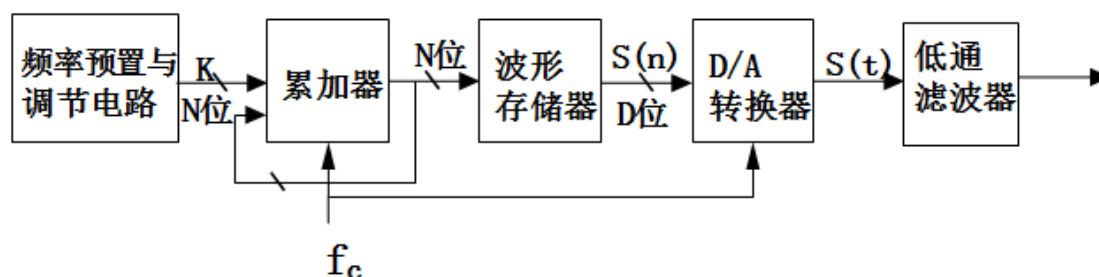 频率预置与
调节电路
K
N位
累加器
N位
波形
存储器
S(n)
D位
D/A
转换器
S(t)
低通
滤波器
fc